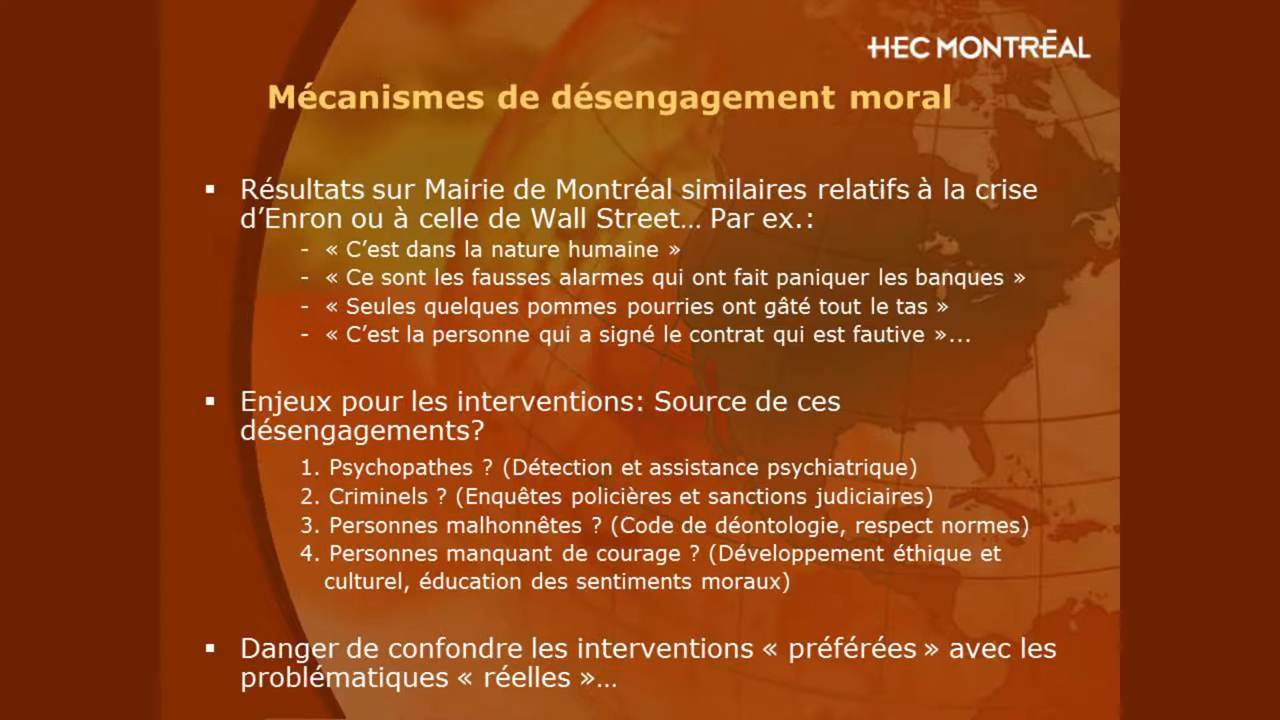 HEC MONTRÉAL
Mécanismes de désengagement moral
▪ Résultats sur Mairie de Montréal similaires relatifs à la crise
d’Enron ou à celle de Wall Street… Par ex.:
- « C’est dans la nature humaine »
- « Ce sont les fausses alarmes qui ont fait paniquer les banques »
- « Seules quelques pommes pourries ont gâté tout le tas »
- « C’est la personne qui a signé le contrat qui est fautive »…
▪ Enjeux pour les interventions: Source de ces
désengagements?
1. Psychopathes ? (Détection et assistance psychiatrique)
2. Criminels ? (Enquêtes policières et sanctions judiciaires)
3. Personnes malhonnêtes ? (Code de déontologie, respect normes)
4. Personnes manquant de courage ? (Développement éthique et
culturel, éducation des sentiments moraux)
▪ Danger de confondre les interventions « préférées » avec les
problématiques « réelles »…